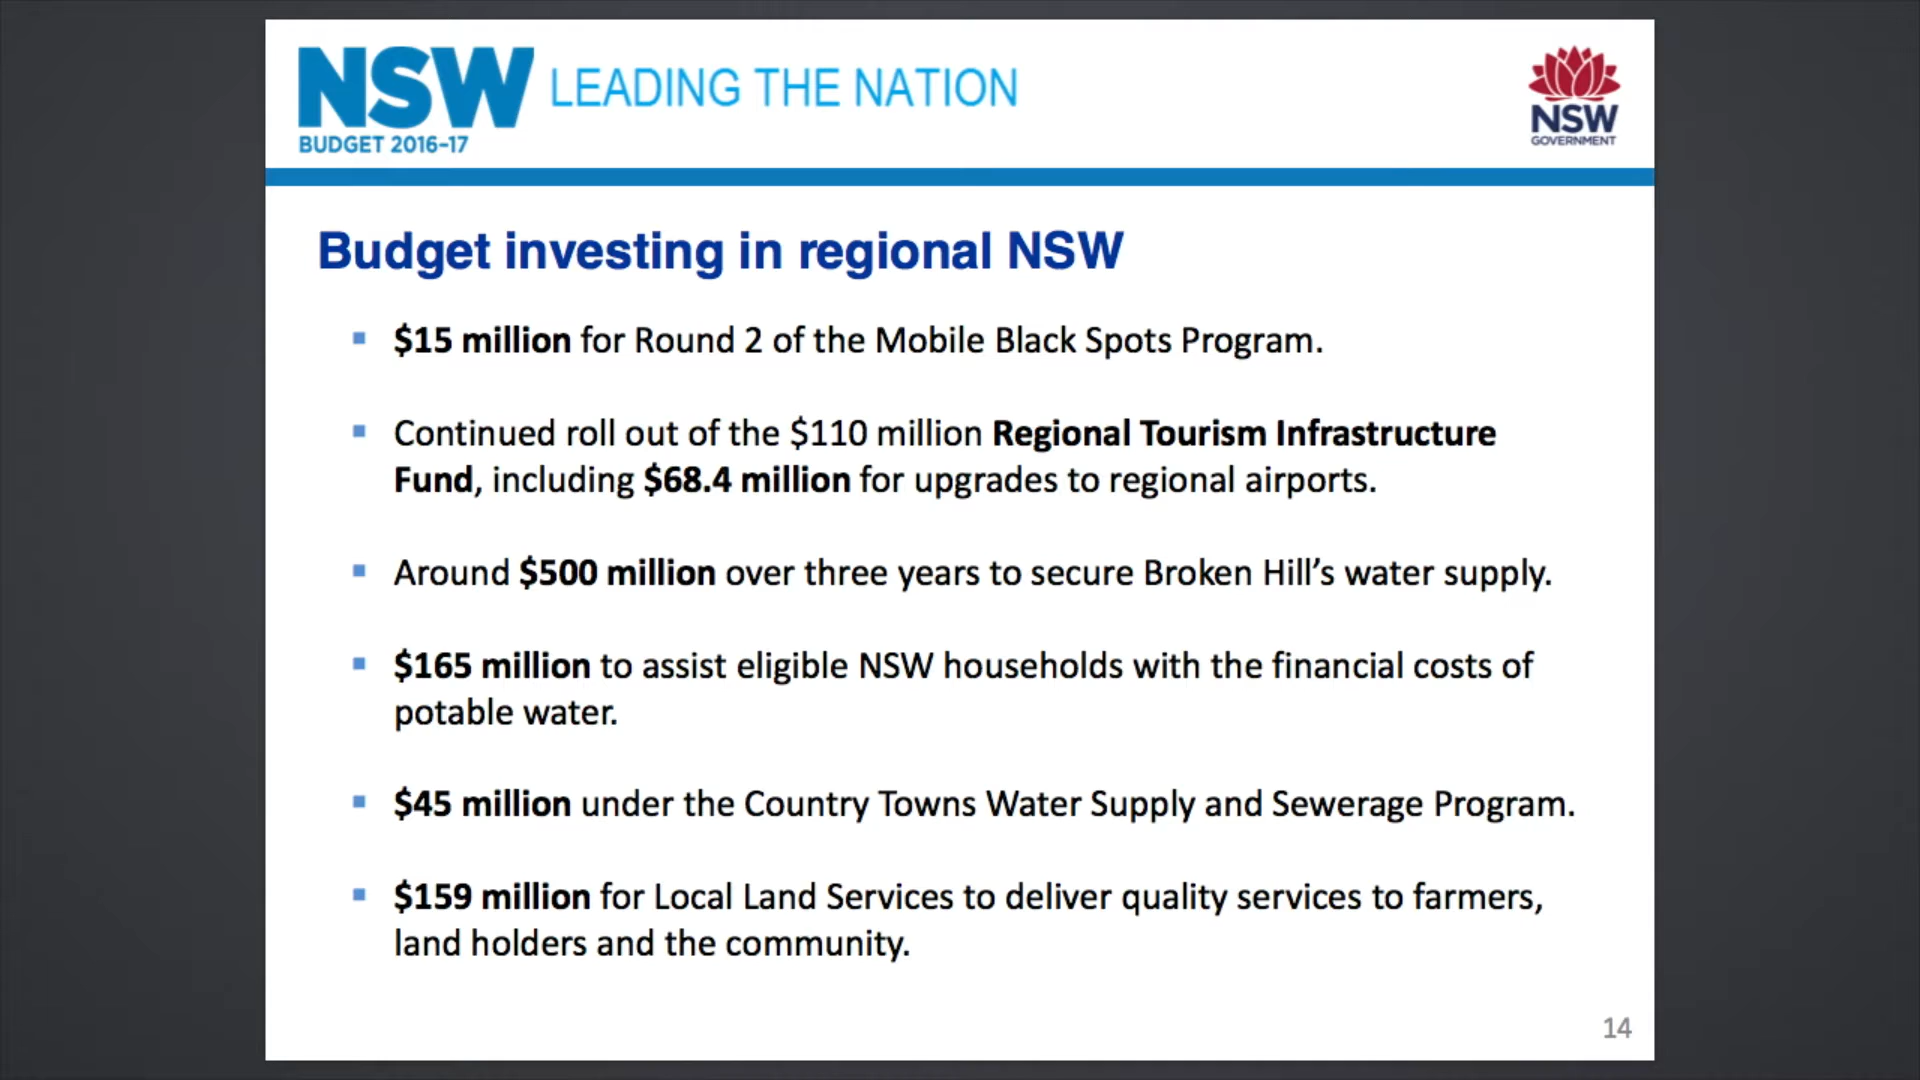 NSW LEADING THE NATION
BUDGET 2016-17
NSW
GOVERNMENT
Budget investing in regional NSW
$15 million for Round 2 of the Mobile Black Spots Program.
Continued roll out of the $110 million Regional Tourism Infrastructure
Fund, including $68.4 million for upgrades to regional airports.
Around $500 million over three years to secure Broken Hill’s water supply.
$165 million to assist eligible NSW households with the financial costs of
potable water.
$45 million under the Country Towns Water Supply and Sewerage Program.
$159 million for Local Land Services to deliver quality services to farmers,
land holders and the community.
14